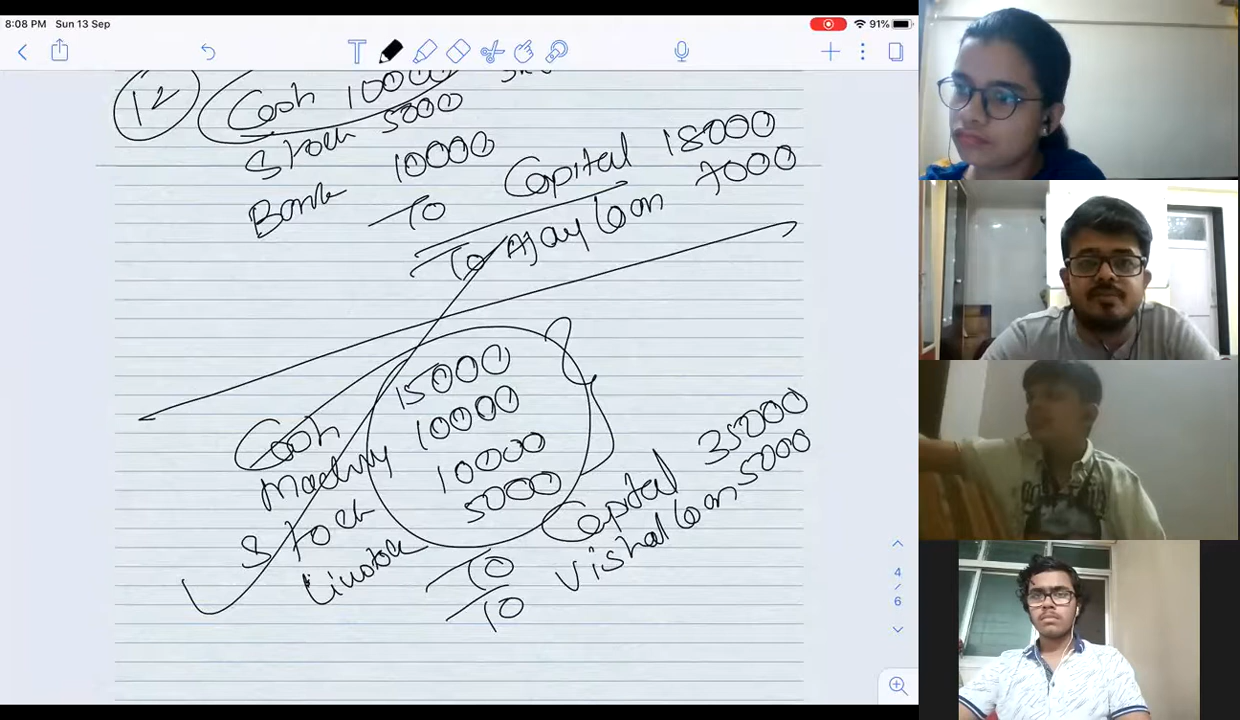 8:08 PM Sun 13 Sep
91%
T
12
Cash 10000
Stock 5000
Bank 10000
To Capital 18000
To Ajay loan 7000
Cash 15000
10000
Stock 10000
5000
To Capital 35000
To Vishal loan 5000
4
/
6